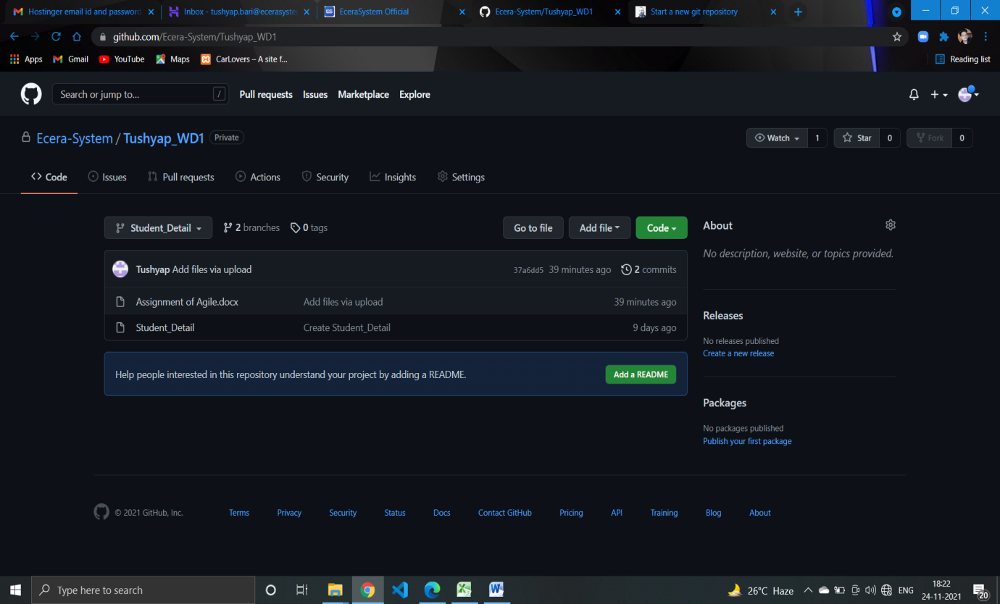 Hostinger email id and password
Inbox - tushyap.bari@ecerasyste
EceraSystem Official
Ecera-System/Tushyap_WD1
Start a new git repository
github.com/Ecera-System/Tushyap_WD1
Apps
Gmail
YouTube
Maps
CarLovers – A site f...
Reading list
Search or jump to...
/
Pull requests
Issues
Marketplace
Explore
Ecera-System / Tushyap_WD1
Private
Watch
1
Star
0
Fork
0
Code
Issues
Pull requests
Actions
Security
Insights
Settings
Student_Detail
2 branches
0 tags
Go to file
Add file
Code
Tushyap Add files via upload
37a6dd5 39 minutes ago
2 commits
Assignment of Agile.docx
Add files via upload
39 minutes ago
Student_Detail
Create Student_Detail
9 days ago
Help people interested in this repository understand your project by adding a README.
Add a README
About
No description, website, or topics provided.
Releases
No releases published
Create a new release
Packages
No packages published
Publish your first package
© 2021 GitHub, Inc.
Terms
Privacy
Security
Status
Docs
Contact GitHub
Pricing
API
Training
Blog
About
Type here to search
26°C Haze
ENG
18:22
24-11-2021
20